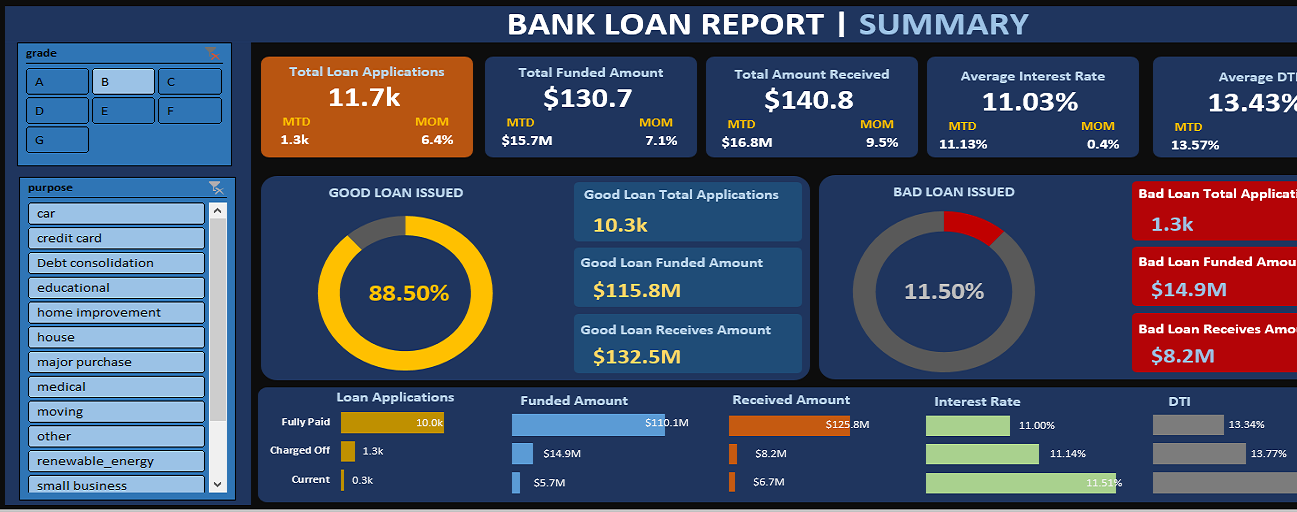 BANK LOAN REPORT | SUMMARY
grade
A B C
D E F
G
purpose
car
credit card
Debt consolidation
educational
home improvement
house
major purchase
medical
moving
other
renewable_energy
small business
Total Loan Applications
11.7k
MTD MOM
1.3k 6.4%
Total Funded Amount
$130.7
MTD MOM
$15.7M 7.1%
Total Amount Received
$140.8
MTD MOM
$16.8M 9.5%
Average Interest Rate
11.03%
MTD MOM
11.13% 0.4%
Average DTI
13.43%
MTD
13.57%
GOOD LOAN ISSUED
88.50%
Good Loan Total Applications
10.3k
Good Loan Funded Amount
$115.8M
Good Loan Receives Amount
$132.5M
BAD LOAN ISSUED
11.50%
Bad Loan Total Applicati
1.3k
Bad Loan Funded Amou
$14.9M
Bad Loan Receives Amo
$8.2M
Loan Applications
Fully Paid 10.0k
Charged Off 1.3k
Current 0.3k
Funded Amount
$110.1M
$14.9M
$5.7M
Received Amount
$125.8M
$8.2M
$6.7M
Interest Rate
11.00%
11.14%
11.51%
DTI
13.34%
13.77%